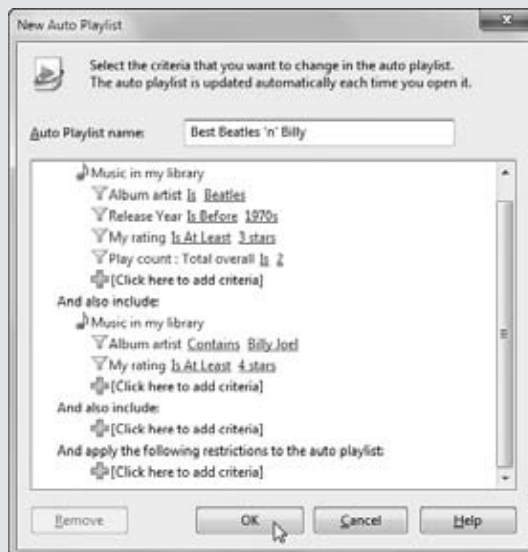 New Auto Playlist
Select the criteria that you want to change in the auto playlist.
The auto playlist is updated automatically each time you open it.
Auto Playlist name: Best Beatles 'n' Billy
Music in my library
Album artist Is Beatles
Release Year Is Before 1970s
My rating Is At Least 3 stars
Play count : Total overall Is 2
[Click here to add criteria]
And also include:
Music in my library
Album artist Contains Billy Joel
My rating Is At Least 4 stars
[Click here to add criteria]
And also include:
[Click here to add criteria]
And apply the following restrictions to the auto playlist:
[Click here to add criteria]
Remove OK Cancel Help